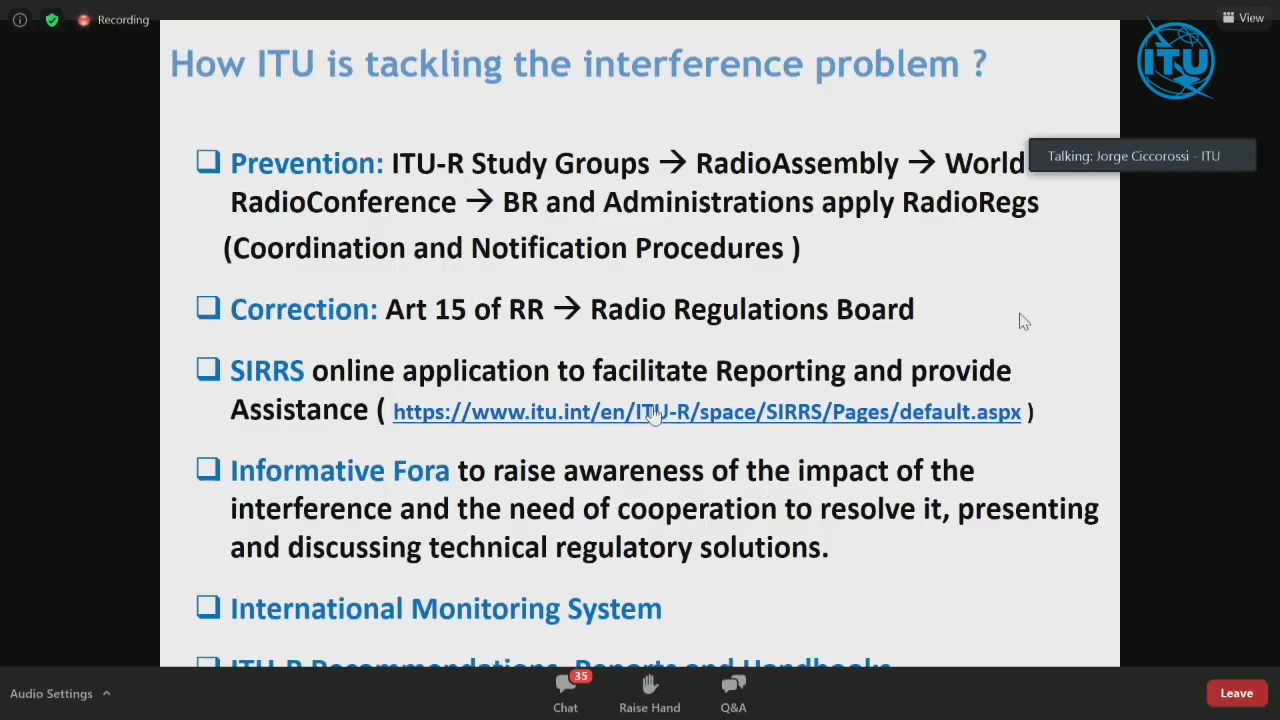 Recording
View
How ITU is tackling the interference problem ?
ITU
Talking: Jorge Ciccorossi - ITU
❑ Prevention: ITU-R Study Groups → RadioAssembly → World
RadioConference → BR and Administrations apply RadioRegs
(Coordination and Notification Procedures )
❑ Correction: Art 15 of RR → Radio Regulations Board
❑ SIRRS online application to facilitate Reporting and provide
Assistance ( https://www.itu.int/en/ITU-R/space/SIRRS/Pages/default.aspx )
❑ Informative Fora to raise awareness of the impact of the
interference and the need of cooperation to resolve it, presenting
and discussing technical regulatory solutions.
❑ International Monitoring System
❑ ITU-R Recommendations, Reports and Handbooks
Audio Settings
35
Chat
Raise Hand
Q&A
Leave